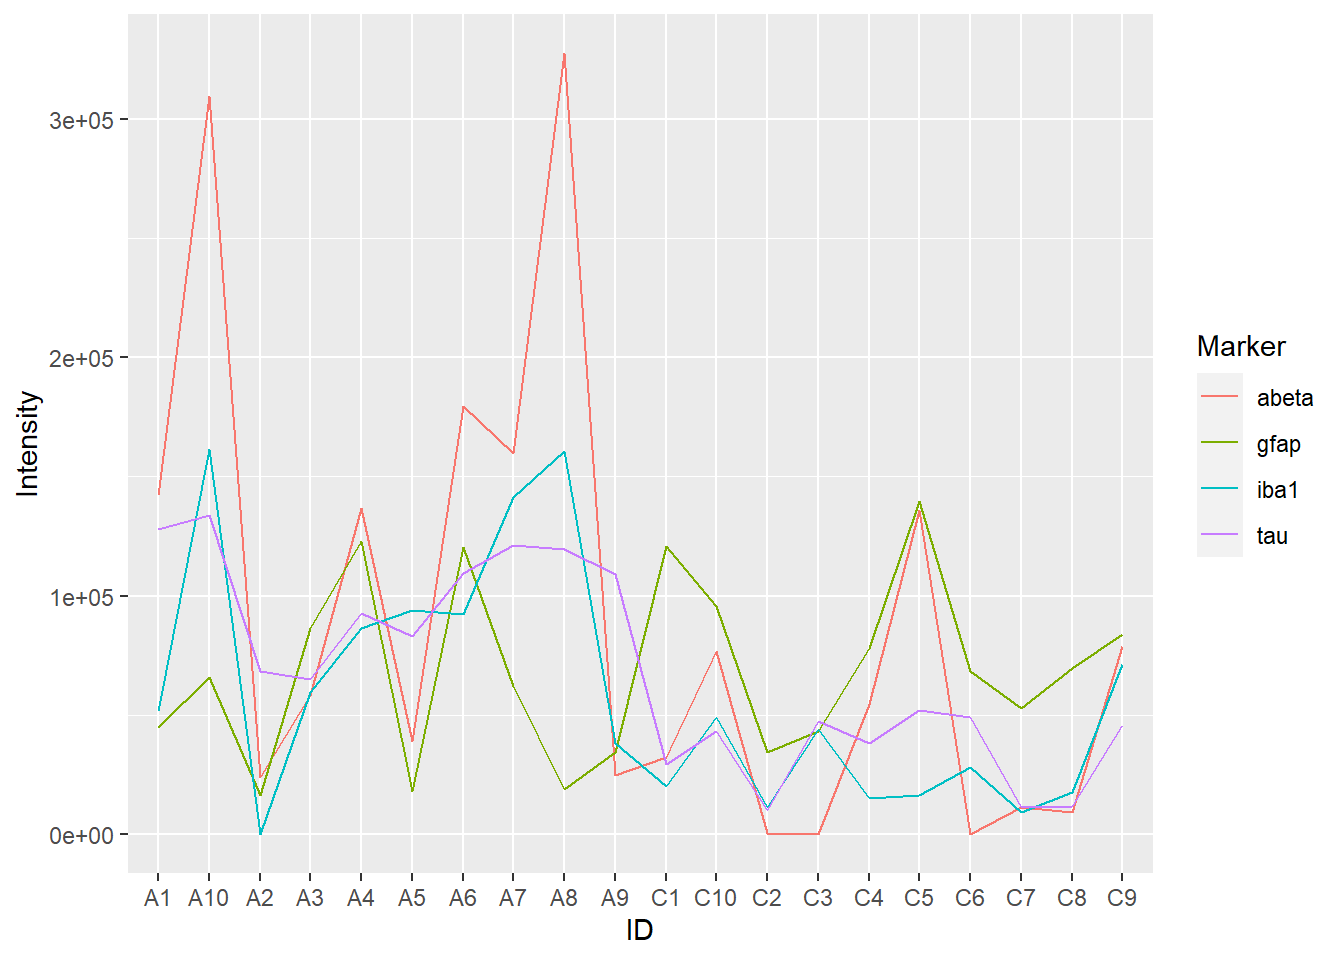 Intensity
3e+05
2e+05
1e+05
0e+00
A1 A10 A2 A3 A4 A5 A6 A7 A8 A9 C1 C10 C2 C3 C4 C5 C6 C7 C8 C9
ID
Marker
abeta
gfap
iba1
tau